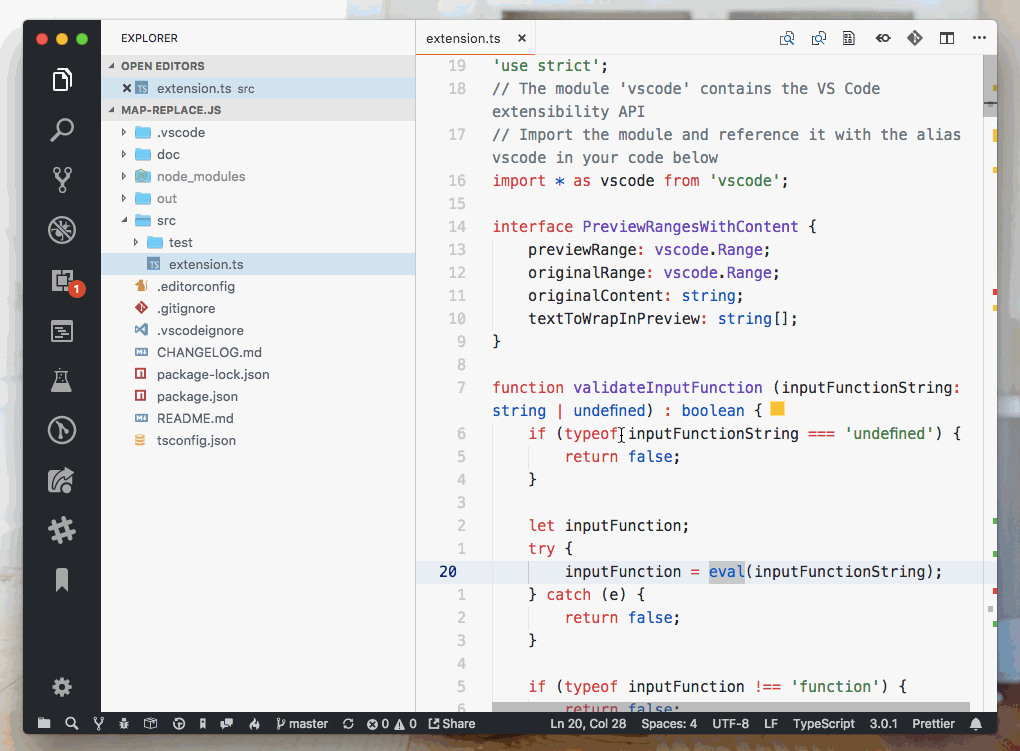 EXPLORER
OPEN EDITORS
extension.ts src
MAP-REPLACE.JS
.vscode
doc
node_modules
out
src
test
extension.ts
.editorconfig
.gitignore
.vscodeignore
CHANGELOG.md
package-lock.json
package.json
README.md
tsconfig.json
1
extension.ts
19 'use strict';
18 // The module 'vscode' contains the VS Code
extensibility API
17 // Import the module and reference it with the alias
vscode in your code below
16 import * as vscode from 'vscode';
15
14 interface PreviewRangesWithContent {
13 previewRange: vscode.Range;
12 originalRange: vscode.Range;
11 originalContent: string;
10 textToWrapInPreview: string[];
9 }
8
7 function validateInputFunction (inputFunctionString:
string | undefined) : boolean {
6 if (typeof inputFunctionString === 'undefined') {
5 return false;
4 }
3
2 let inputFunction;
1 try {
20 inputFunction = eval(inputFunctionString);
1 } catch (e) {
2 return false;
3 }
4
5 if (typeof inputFunction !== 'function') {
6 return false;
master 0 0 Share Ln 20, Col 28 Spaces: 4 UTF-8 LF TypeScript 3.0.1 Prettier